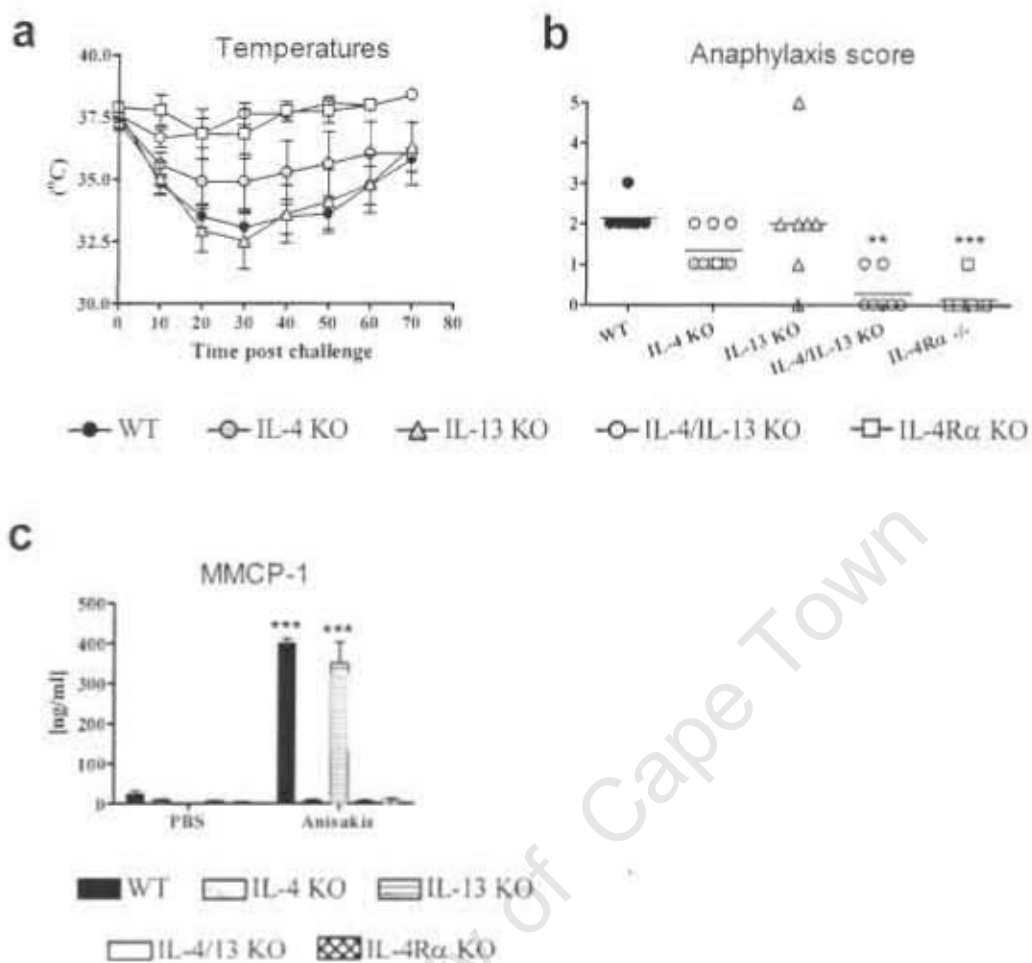 a
Temperatures
40.0
37.5
35.0
32.5
30.0
(°C)
0 10 20 30 40 50 60 70 80
Time post challenge
b
Anaphylaxis score
5
4
3
2
1
0
** ***
WT IL-4 KO IL-13 KO IL-4/IL-13 KO IL-4Rα -/-
WT IL-4 KO IL-13 KO IL-4/IL-13 KO IL-4Rα KO
c
MMCP-1
500
400
300
200
100
0
[ng/ml]
*** ***
PBS Anisakis
WT IL-4 KO IL-13 KO
IL-4/13 KO IL-4Rα KO
y of Cape Town